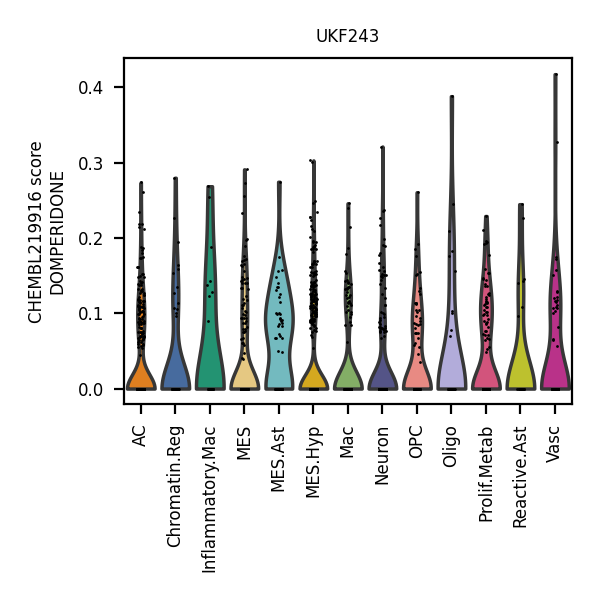 UKF243
CHEMBL219916 score
DOMPERIDONE
0.4
0.3
0.2
0.1
0.0
AC
Chromatin.Reg
Inflammatory.Mac
MES
MES.Ast
MES.Hyp
Mac
Neuron
OPC
Oligo
Prolif.Metab
Reactive.Ast
Vasc